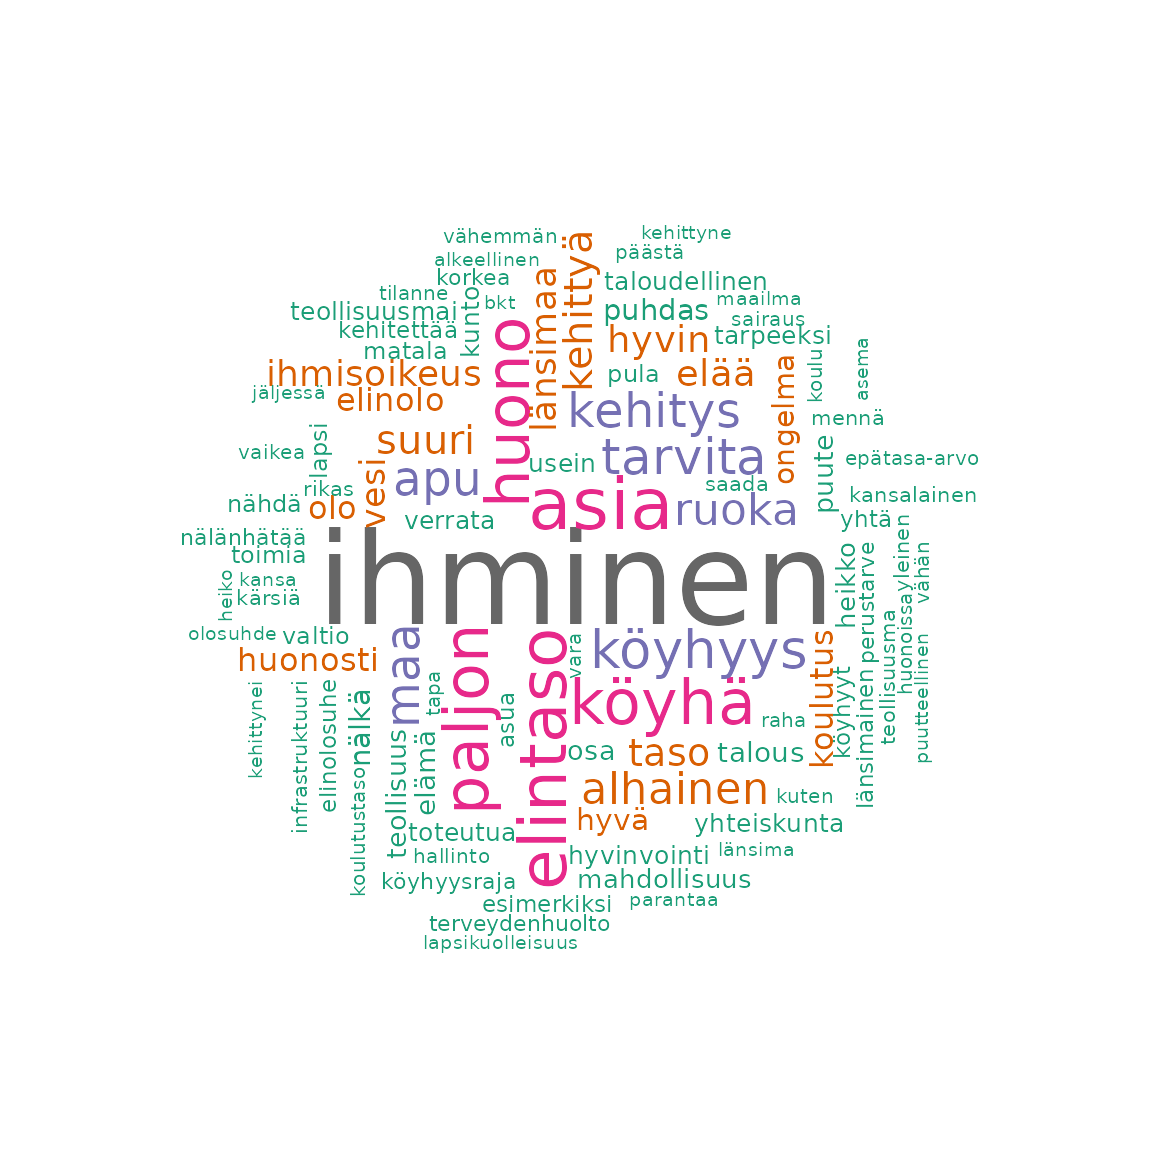 vähemmän
kehittyne
päästä
alkeellinen
korkea
tilanne
bkt
kunto
länsimaa
kehittyä
taloudellinen
maailma
puhdas
sairaus
teollisuusmai
kehitettää
matala
hyvin
tarpeeksi
ihmisoikeus
jäljessä
elinolo
huono
pula
elää
koulu
asema
kehitys
ongelma
mennä
suuri
lapsi
vaikea
vesi
apu
usein
tarvita
puute
epätasa-arvo
rikas
nähdä
olo
verrata
asia
saada
ruoka
kansalainen
yhtä
nälänhätää
toimia
ihminen
heiko
kansa
kärsiä
heikko
perustarve
yleinen
vähän
olosuhde
valtio
huonosti
maa
paljon
elintaso
vara
köyhyys
koulutus
köyhyyt
länsimainen
teollisuusma
huonoissa
puutteellinen
kehittynei
infrastruktuuri
elinolosuhe
nälkä
koulutustaso
tapa
asua
köyhä
raha
teollisuus
elämä
osa
taso
talous
alhainen
kuten
toteutua
hyvä
yhteiskunta
hallinto
hyvinvointi
länsima
köyhyysraja
mahdollisuus
esimerkiksi
parantaa
terveydenhuolto
lapsikuolleisuus